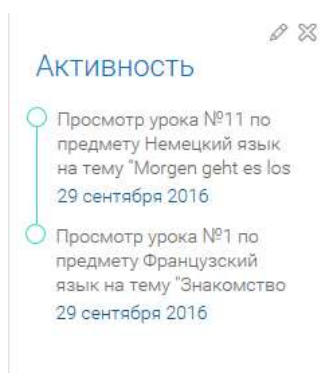 Активность
Просмотр урока №11 по
предмету Немецкий язык
на тему "Morgen geht es los
29 сентября 2016
Просмотр урока №1 по
предмету Французский
язык на тему "Знакомство
29 сентября 2016